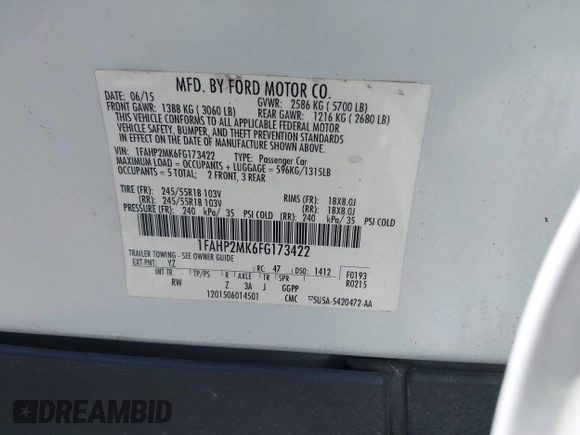 MFD. BY FORD MOTOR CO.
DATE: 06/15 GVWR: 2586 KG ( 5700 LB)
FRONT GAWR: 1388 KG ( 3060 LB) REAR GAWR: 1216 KG ( 2680 LB)
THIS VEHICLE CONFORMS TO ALL APPLICABLE FEDERAL MOTOR
VEHICLE SAFETY, BUMPER, AND THEFT PREVENTION STANDARDS
IN EFFECT ON THE DATE OF MANUFACTURE SHOWN ABOVE.
VIN: 1FAHP2MK6FG173422 TYPE: Passenger Car
MAXIMUM LOAD = OCCUPANTS + LUGGAGE = 596KG/1315LB
OCCUPANTS = 5 TOTAL; 2 FRONT, 3 REAR
TIRE (FR): 245/55R18 103V RIMS (FR): 18X8.0J
(RR): 245/55R18 103V (RR): 18X8.0J
PRESSURE (FR): 240 kPa/ 35 PSI COLD (RR): 240 kPa/ 35 PSI COLD
1FAHP2MK6FG173422
TRAILER TOWING - SEE OWNER GUIDE
EXT PNT: YZ RC: 47 DSO: 1412 F0193
INT TR TP/PS R AXLE TR SPR R0215
RW Z 3A J GGPP
1201506014501 CMC ▽5U5A-5420472-AA
DREAMBID